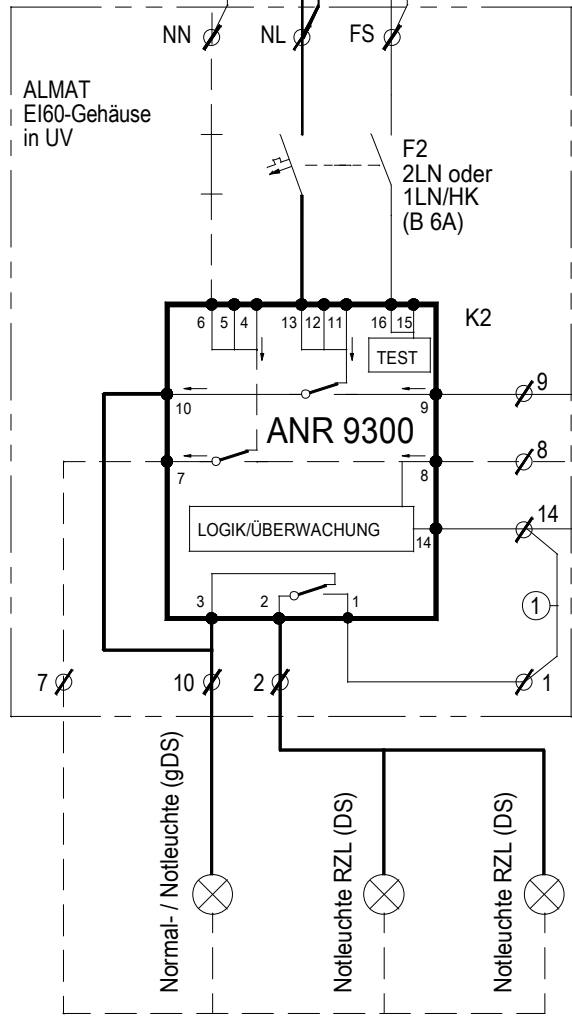 NN NL FS
ALMAT
EI60-Gehäuse
in UV
F2
2LN oder
1LN/HK
(B 6A)
6 5 4 13 12 11 16 15
K2
TEST
10 9 9
ANR 9300
7 8 8
LOGIK/ÜBERWACHUNG
14 14
3 2 1
1
7 10 2 1
Normal- / Notleuchte (gDS)
Notleuchte RZL (DS)
Notleuchte RZL (DS)